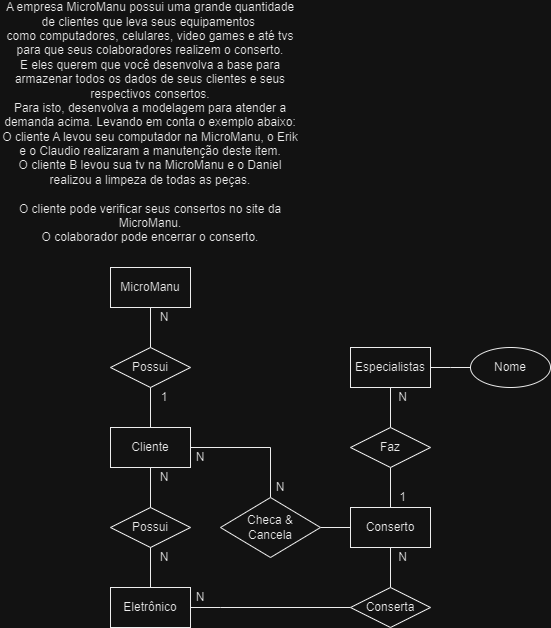 A empresa MicroManu possui uma grande quantidade
de clientes que leva seus equipamentos
como computadores, celulares, video games e até tvs
para que seus colaboradores realizem o conserto.
E eles querem que você desenvolva a base para
armazenar todos os dados de seus clientes e seus
respectivos consertos.
Para isto, desenvolva a modelagem para atender a
demanda acima. Levando em conta o exemplo abaixo:
O cliente A levou seu computador na MicroManu, o Erik
e o Claudio realizaram a manutenção deste item.
O cliente B levou sua tv na MicroManu e o Daniel
realizou a limpeza de todas as peças.
O cliente pode verificar seus consertos no site da
MicroManu.
O colaborador pode encerrar o conserto.
MicroManu
N
Possui
1
Especialistas
Nome
N
Cliente
N
Faz
N
N
1
Possui
Checa &
Cancela
Conserto
N
N
Eletrônico
N
Conserta